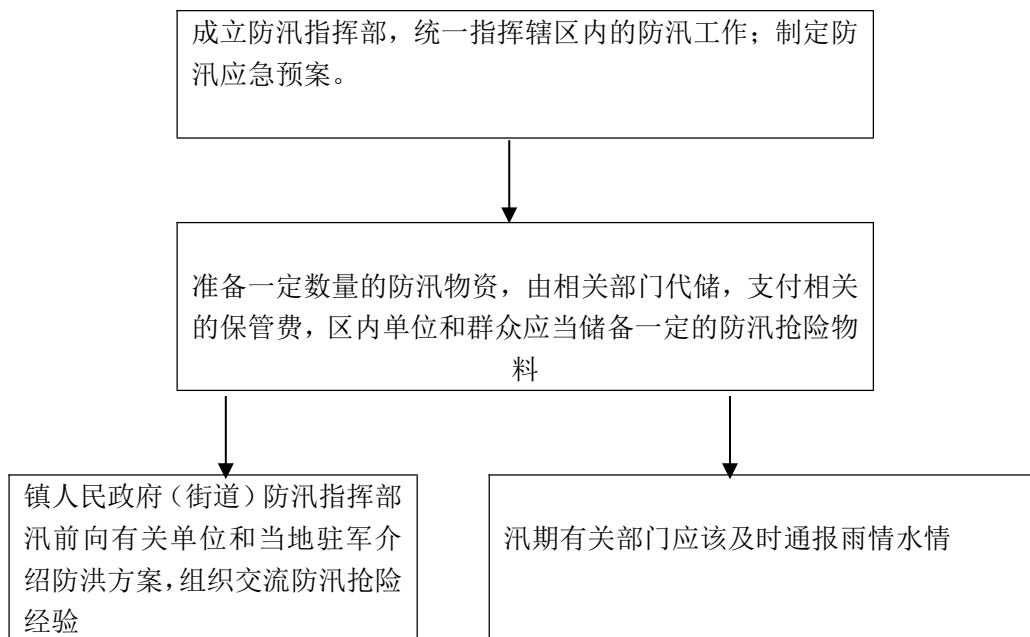 成立防汛指挥部，统一指挥辖区内的防汛工作；制定防
汛应急预案。
准备一定数量的防汛物资，由相关部门代储，支付相关
的保管费，区内单位和群众应当储备一定的防汛抢险物
料
镇人民政府（街道）防汛指挥部
汛前向有关单位和当地驻军介
绍防洪方案，组织交流防汛抢险
经验
汛期有关部门应该及时通报雨情水情